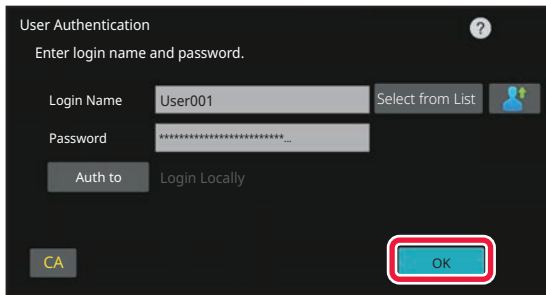 User Authentication
?
Enter login name and password.
Login Name User001 Select from List
Password *************************...
Auth to Login Locally
CA OK